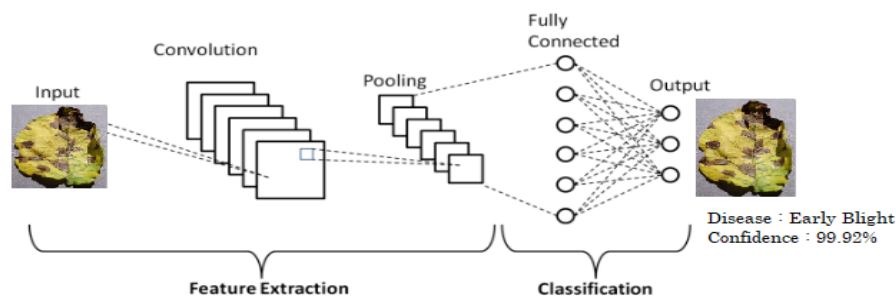 Input
Convolution
Pooling
Fully
Connected
Output
Disease : Early Blight
Confidence : 99.92%
Feature Extraction
Classification